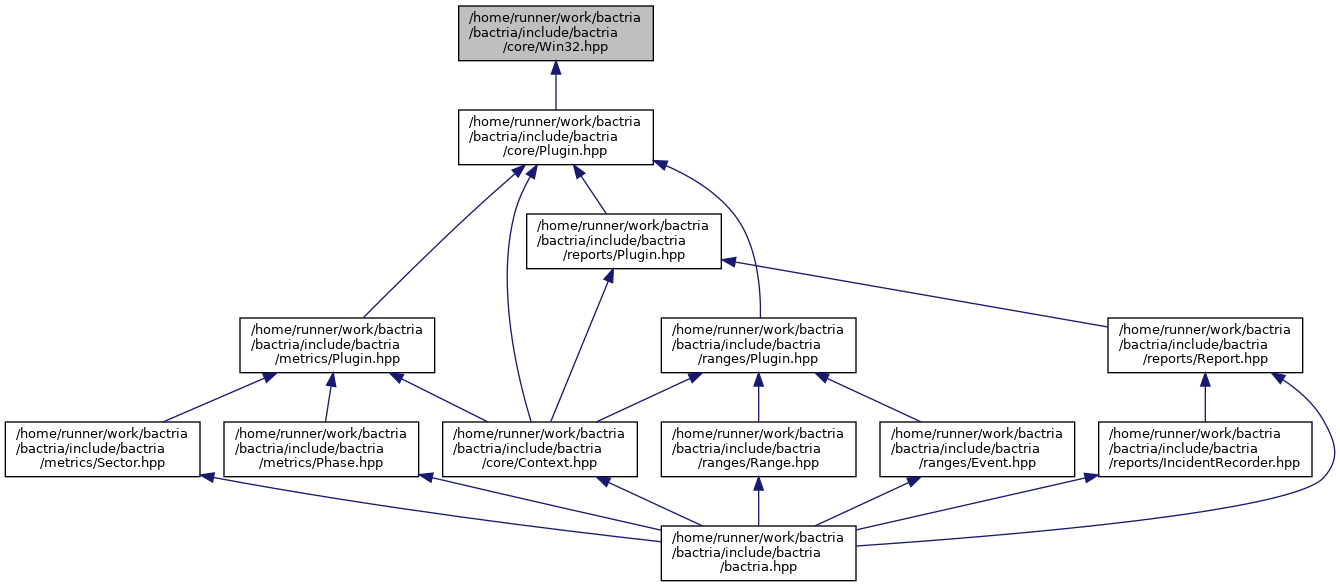 /home/runner/work/bactria
/bactria/include/bactria
/core/Win32.hpp
/home/runner/work/bactria
/bactria/include/bactria
/core/Plugin.hpp
/home/runner/work/bactria
/bactria/include/bactria
/reports/Plugin.hpp
/home/runner/work/bactria
/bactria/include/bactria
/metrics/Plugin.hpp
/home/runner/work/bactria
/bactria/include/bactria
/ranges/Plugin.hpp
/home/runner/work/bactria
/bactria/include/bactria
/reports/Report.hpp
/home/runner/work/bactria
/bactria/include/bactria
/metrics/Sector.hpp
/home/runner/work/bactria
/bactria/include/bactria
/metrics/Phase.hpp
/home/runner/work/bactria
/bactria/include/bactria
/core/Context.hpp
/home/runner/work/bactria
/bactria/include/bactria
/ranges/Range.hpp
/home/runner/work/bactria
/bactria/include/bactria
/ranges/Event.hpp
/home/runner/work/bactria
/bactria/include/bactria
/reports/IncidentRecorder.hpp
/home/runner/work/bactria
/bactria/include/bactria
/bactria.hpp